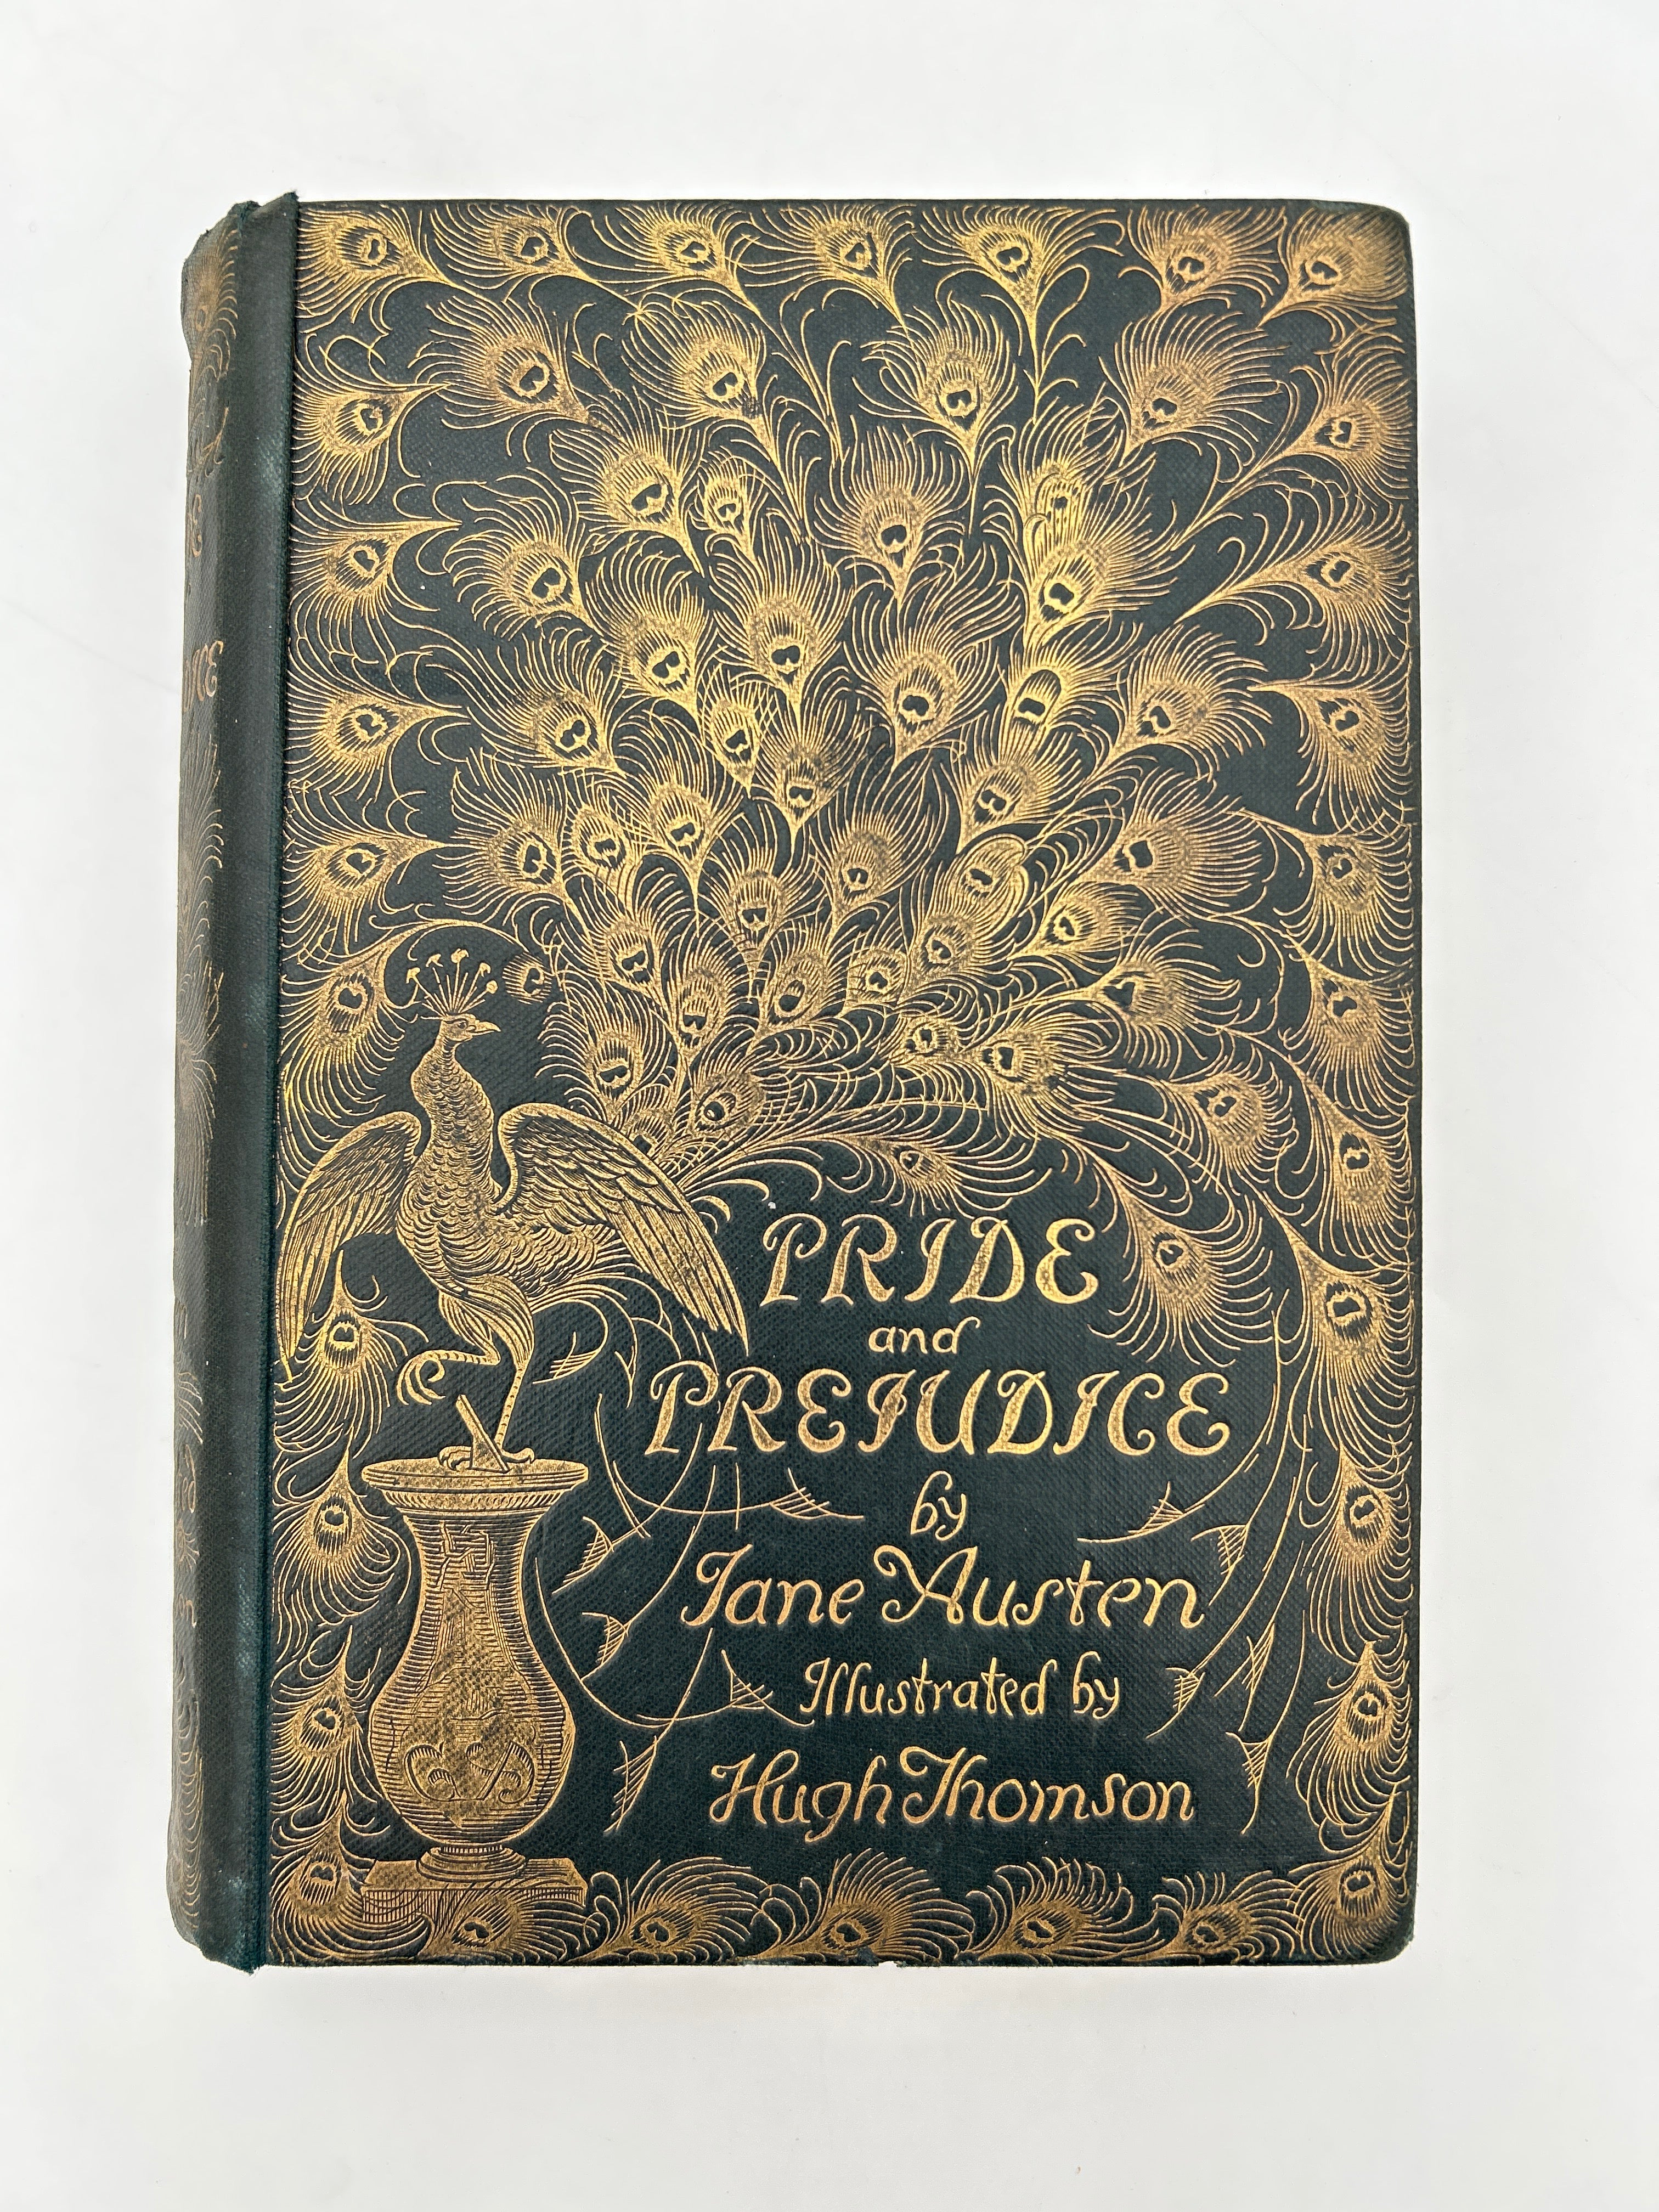 PRIDE
and
PREJUDICE
by
Jane Austen
Illustrated by
Hugh Thomson